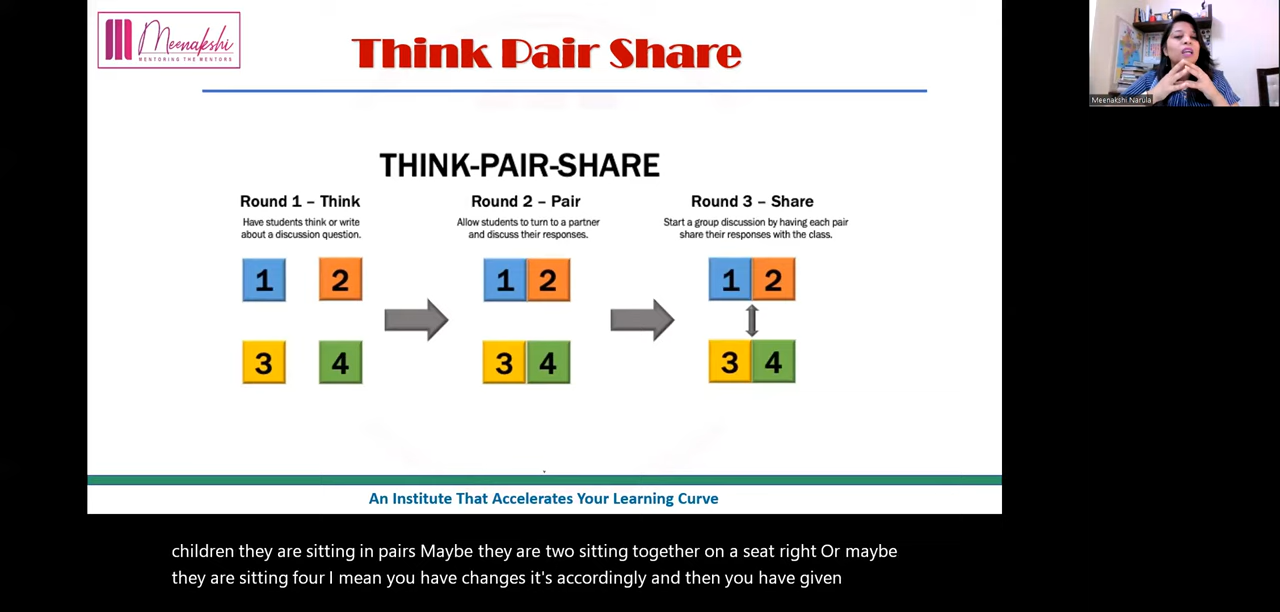 Meenakshi
MENTORING THE MENTORS
Think Pair Share
THINK-PAIR-SHARE
Round 1 – Think
Have students think or write
about a discussion question.
1 2
3 4
Round 2 – Pair
Allow students to turn to a partner
and discuss their responses.
1 2
3 4
Round 3 – Share
Start a group discussion by having each pair
share their responses with the class.
1 2
3 4
An Institute That Accelerates Your Learning Curve
Meenakshi Narula
children they are sitting in pairs Maybe they are two sitting together on a seat right Or maybe
they are sitting four I mean you have changes it's accordingly and then you have given